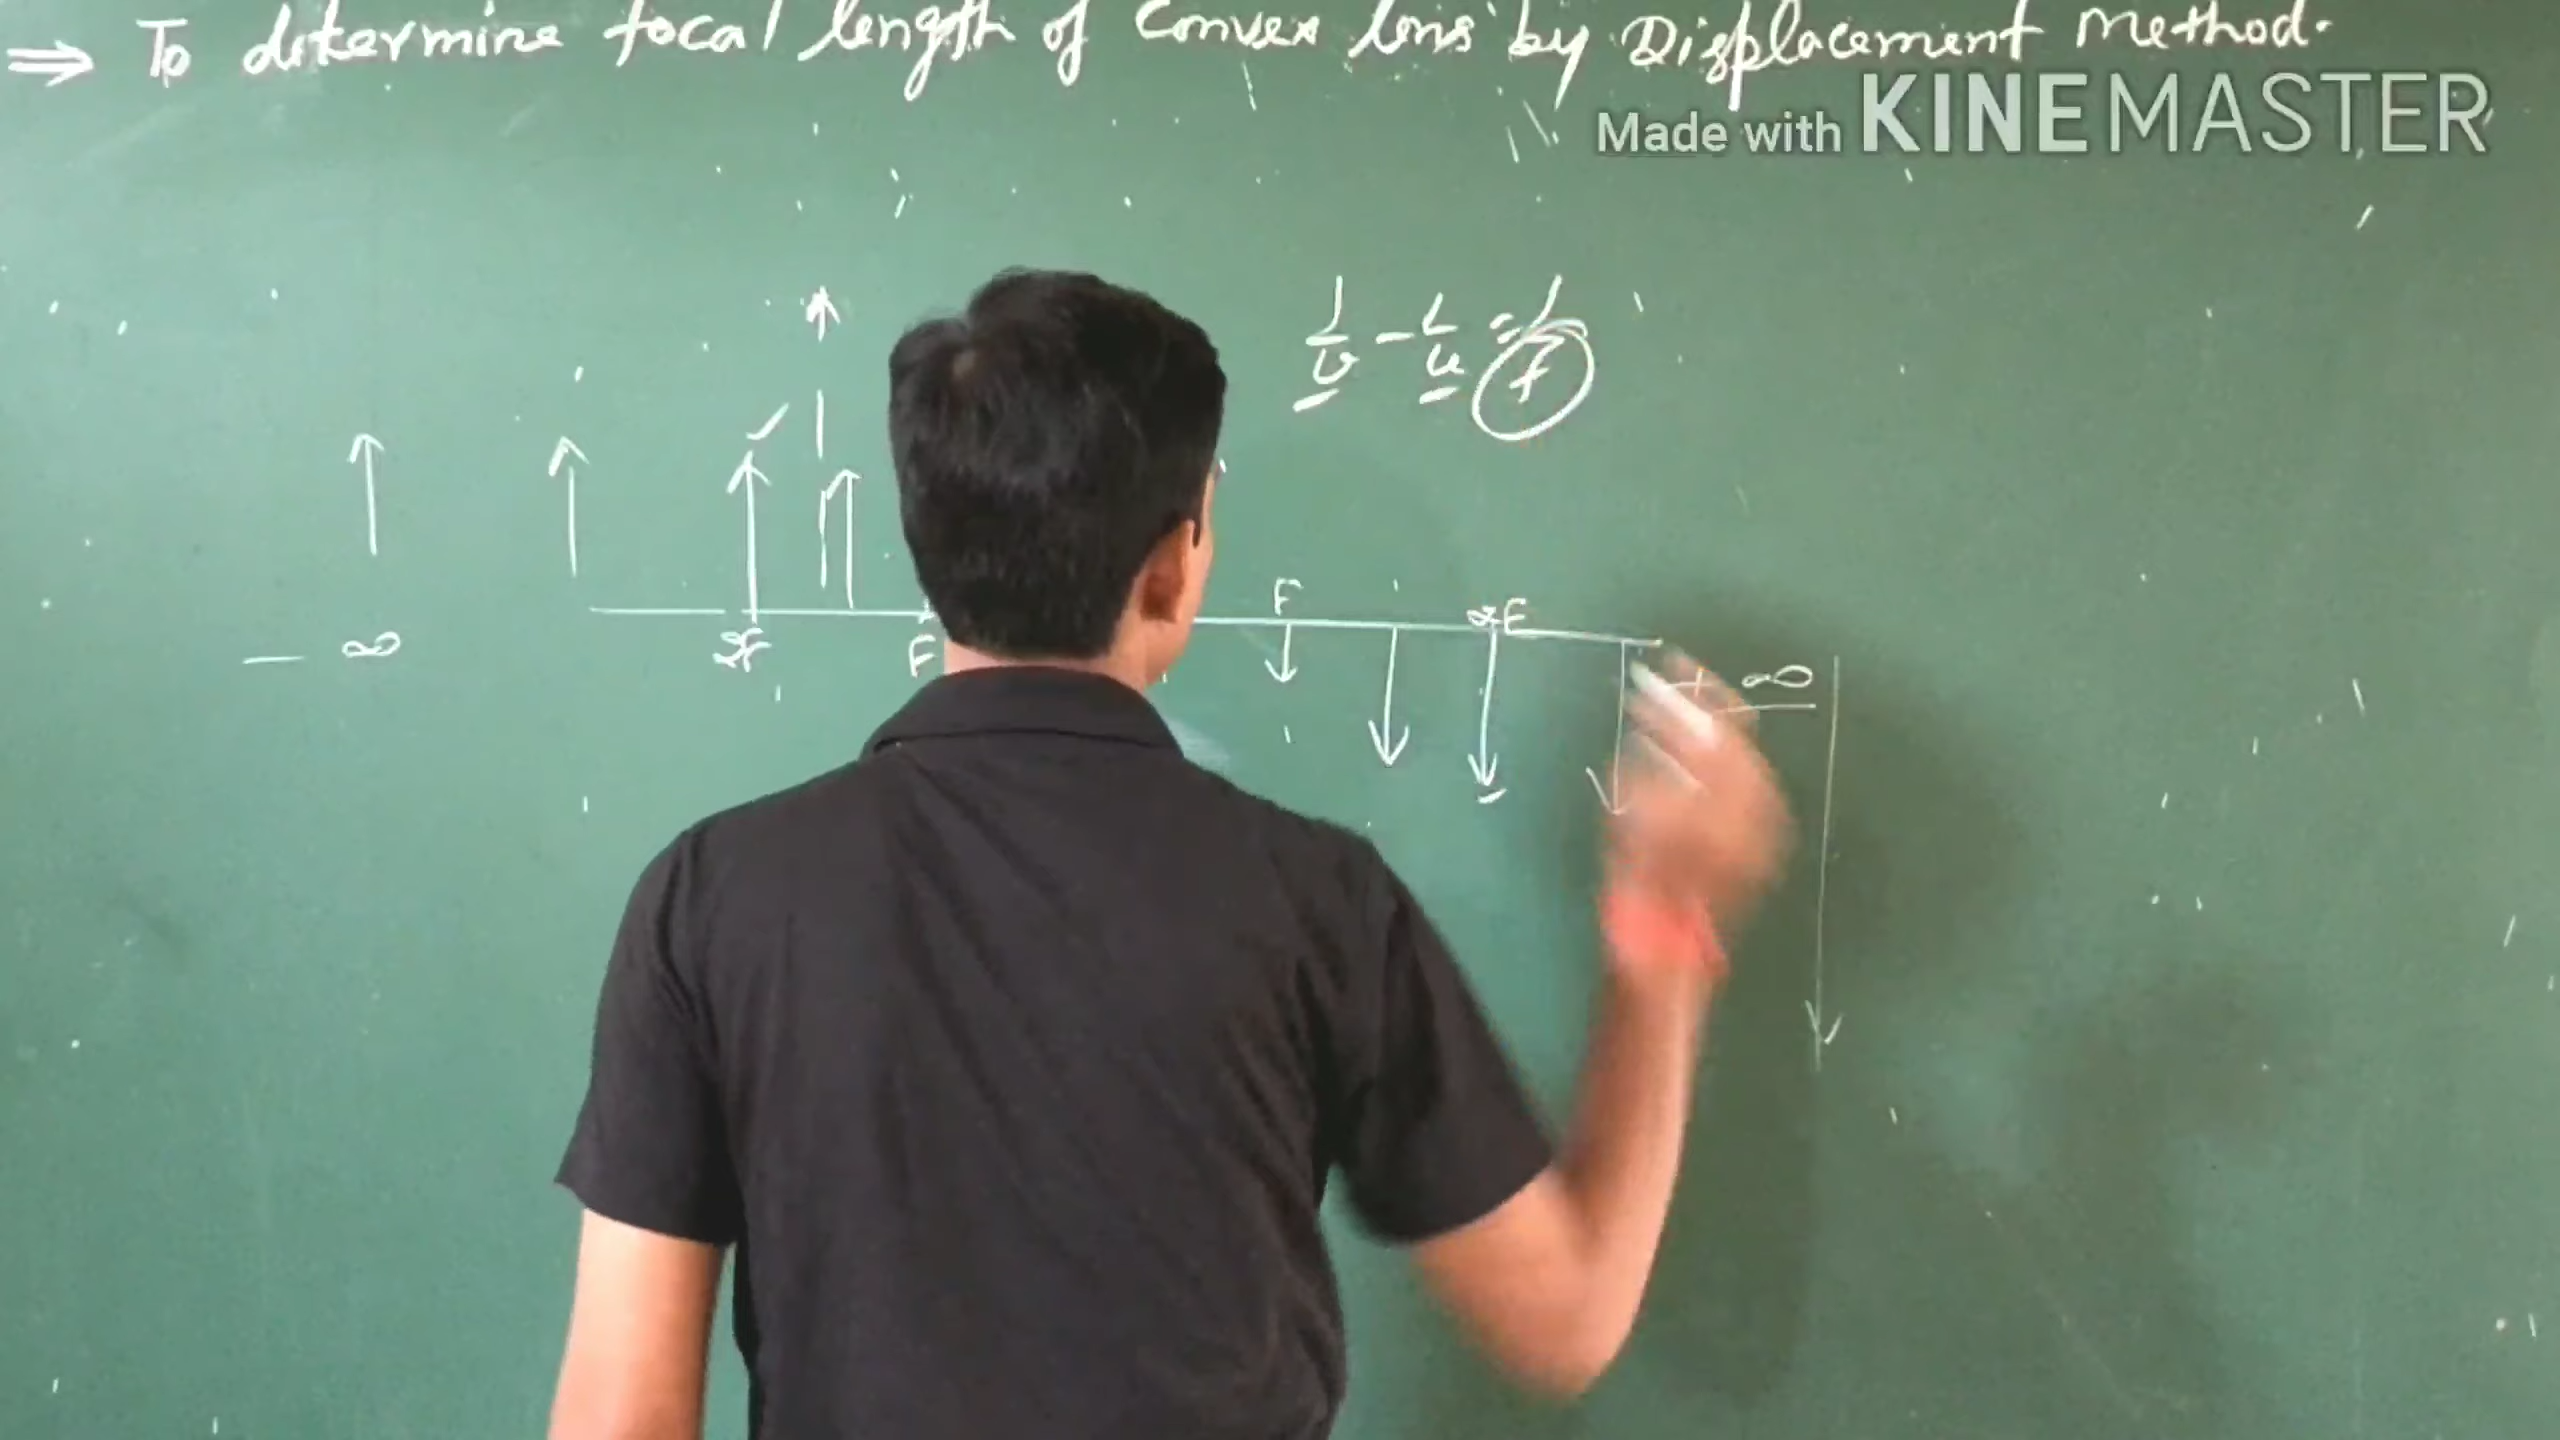 ⇒ To determine focal length of Convex lens by Displacement Method.
Made with KINEMASTER
1/v - 1/u = 1/f
F
2F
- ∞
2F
F
+ ∞